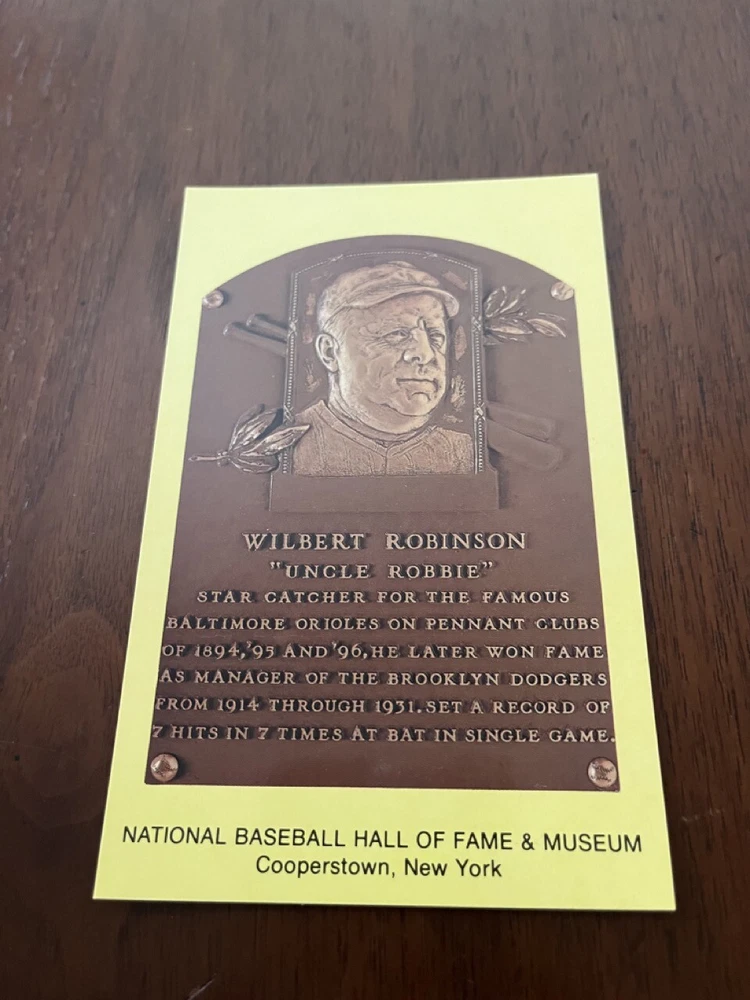 WILBERT ROBINSON
"UNCLE ROBBIE"
STAR CATCHER FOR THE FAMOUS
BALTIMORE ORIOLES ON PENNANT CLUBS
OF 1894,'95 AND '96, HE LATER WON FAME
AS MANAGER OF THE BROOKLYN DODGERS
FROM 1914 THROUGH 1931. SET A RECORD OF
7 HITS IN 7 TIMES AT BAT IN SINGLE GAME.
NATIONAL BASEBALL HALL OF FAME & MUSEUM
Cooperstown, New York